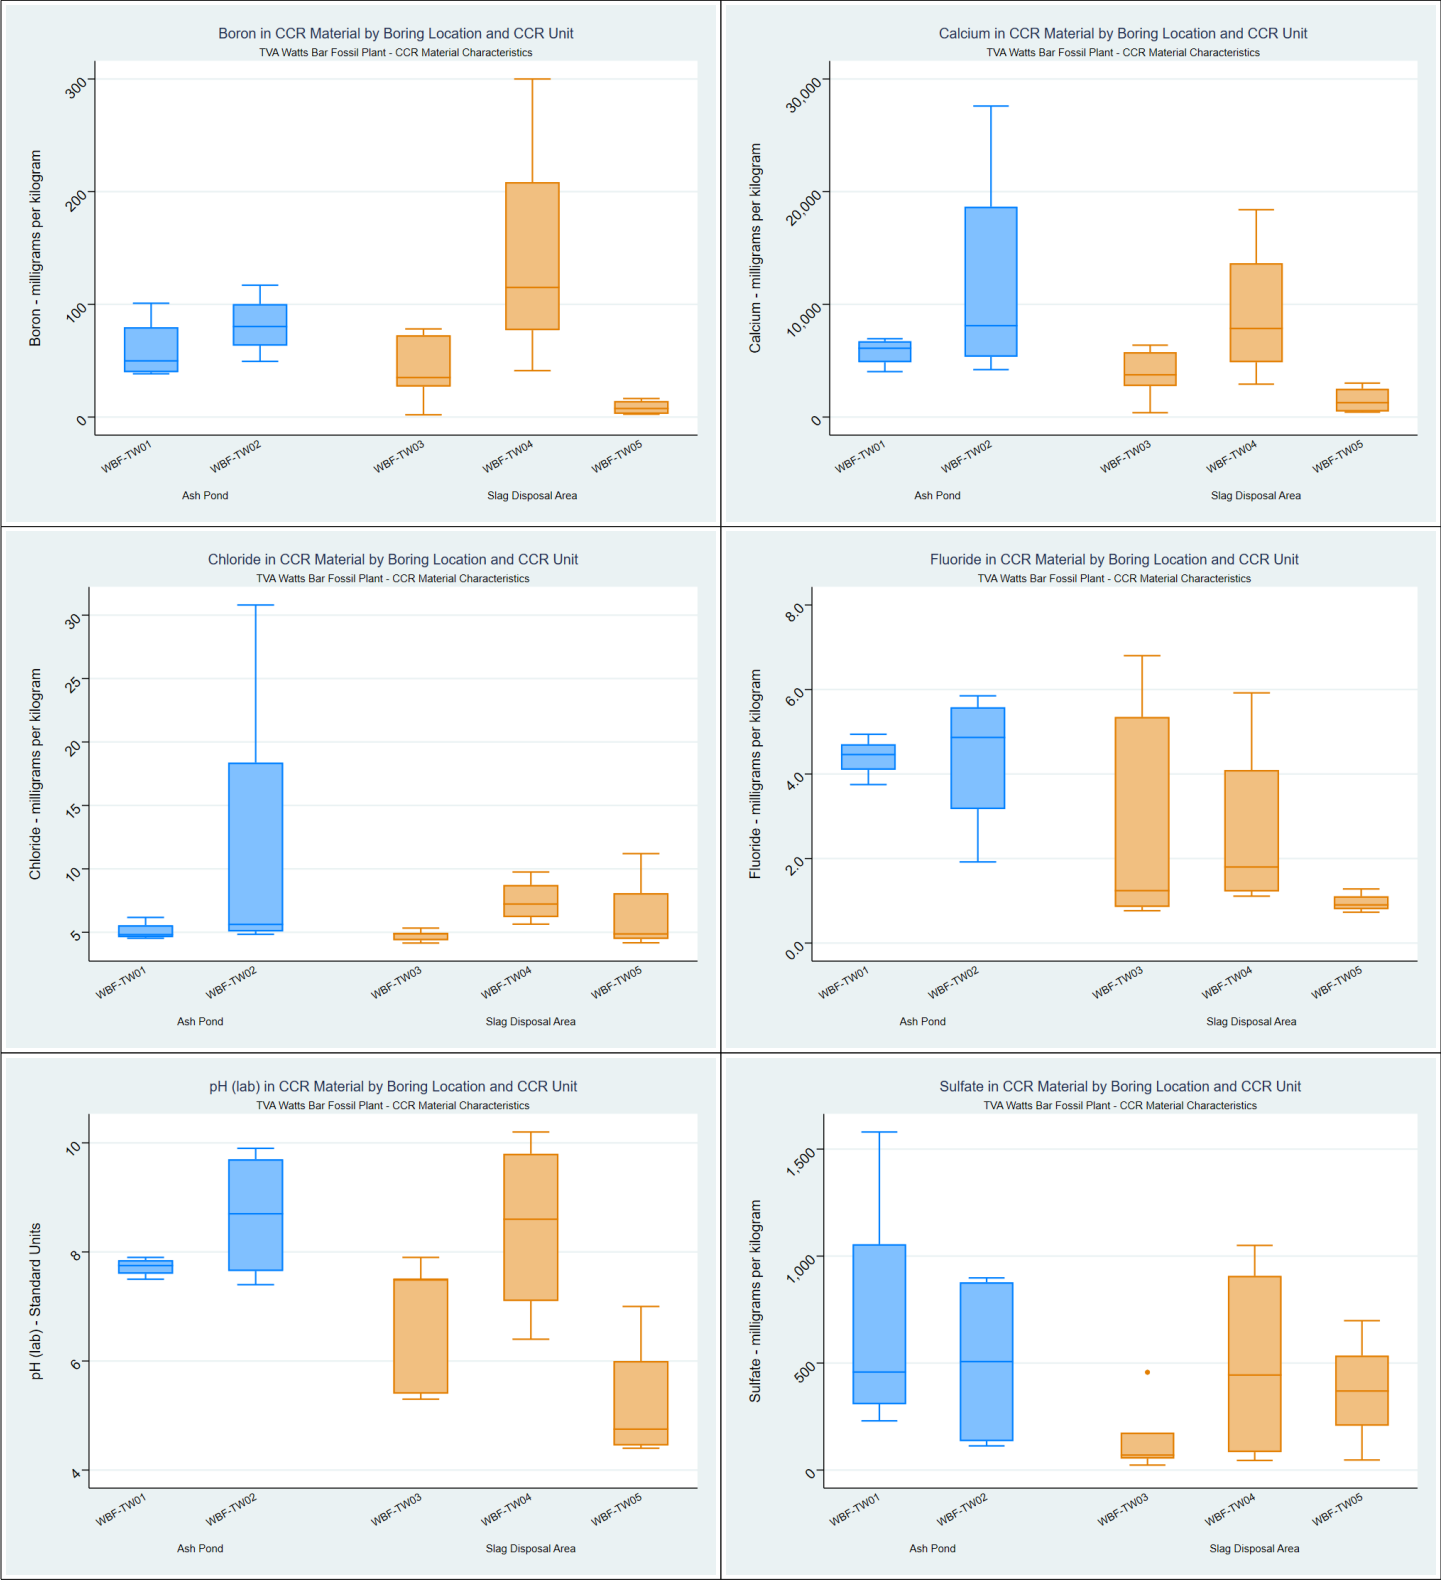 Boron in CCR Material by Boring Location and CCR Unit
TVA Watts Bar Fossil Plant - CCR Material Characteristics
Boron - milligrams per kilogram
300
200
100
0
WBF-TW01
WBF-TW02
WBF-TW03
WBF-TW04
WBF-TW05
Ash Pond
Slag Disposal Area
Calcium in CCR Material by Boring Location and CCR Unit
TVA Watts Bar Fossil Plant - CCR Material Characteristics
Calcium - milligrams per kilogram
30,000
20,000
10,000
0
WBF-TW01
WBF-TW02
WBF-TW03
WBF-TW04
WBF-TW05
Ash Pond
Slag Disposal Area
Chloride in CCR Material by Boring Location and CCR Unit
TVA Watts Bar Fossil Plant - CCR Material Characteristics
Chloride - milligrams per kilogram
30
25
20
15
10
5
WBF-TW01
WBF-TW02
WBF-TW03
WBF-TW04
WBF-TW05
Ash Pond
Slag Disposal Area
Fluoride in CCR Material by Boring Location and CCR Unit
TVA Watts Bar Fossil Plant - CCR Material Characteristics
Fluoride - milligrams per kilogram
8.0
6.0
4.0
2.0
0.0
WBF-TW01
WBF-TW02
WBF-TW03
WBF-TW04
WBF-TW05
Ash Pond
Slag Disposal Area
pH (lab) in CCR Material by Boring Location and CCR Unit
TVA Watts Bar Fossil Plant - CCR Material Characteristics
pH (lab) - Standard Units
10
8
6
4
WBF-TW01
WBF-TW02
WBF-TW03
WBF-TW04
WBF-TW05
Ash Pond
Slag Disposal Area
Sulfate in CCR Material by Boring Location and CCR Unit
TVA Watts Bar Fossil Plant - CCR Material Characteristics
Sulfate - milligrams per kilogram
1,500
1,000
500
0
WBF-TW01
WBF-TW02
WBF-TW03
WBF-TW04
WBF-TW05
Ash Pond
Slag Disposal Area